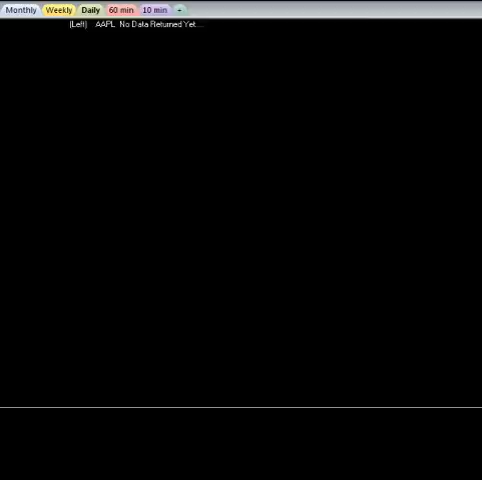 Monthly Weekly Daily 60 min 10 min -
(Left) AAPL No Data Returned Yet...